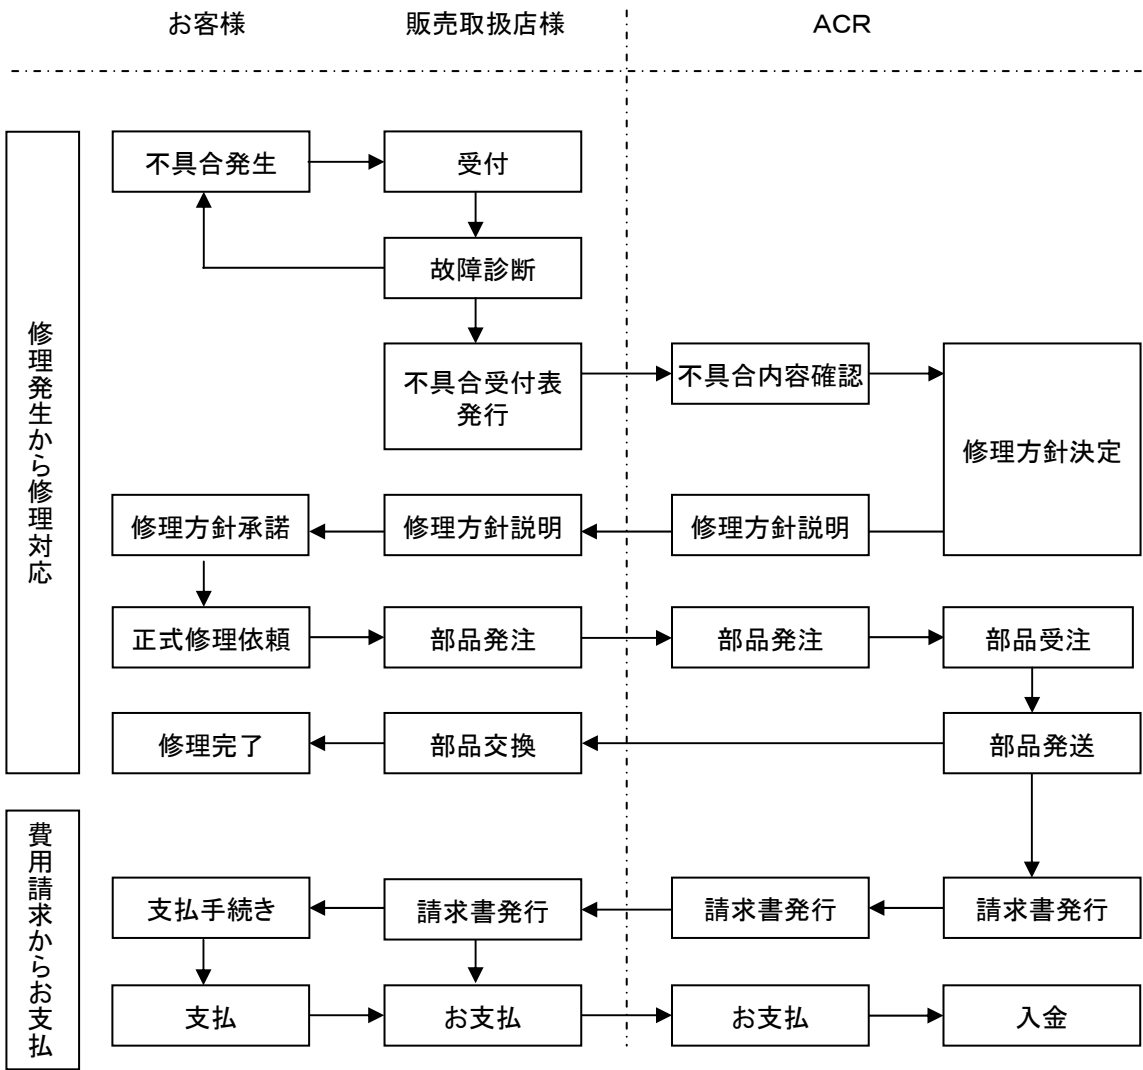 お客様
販売取扱店様
ACR
修理発生から修理対応
不具合発生
受付
故障診断
不具合受付表
発行
不具合内容確認
修理方針決定
修理方針承諾
修理方針説明
修理方針説明
正式修理依頼
部品発注
部品発注
部品受注
修理完了
部品交換
部品発送
費用請求からお支払
支払手続き
請求書発行
請求書発行
請求書発行
支払
お支払
お支払
入金